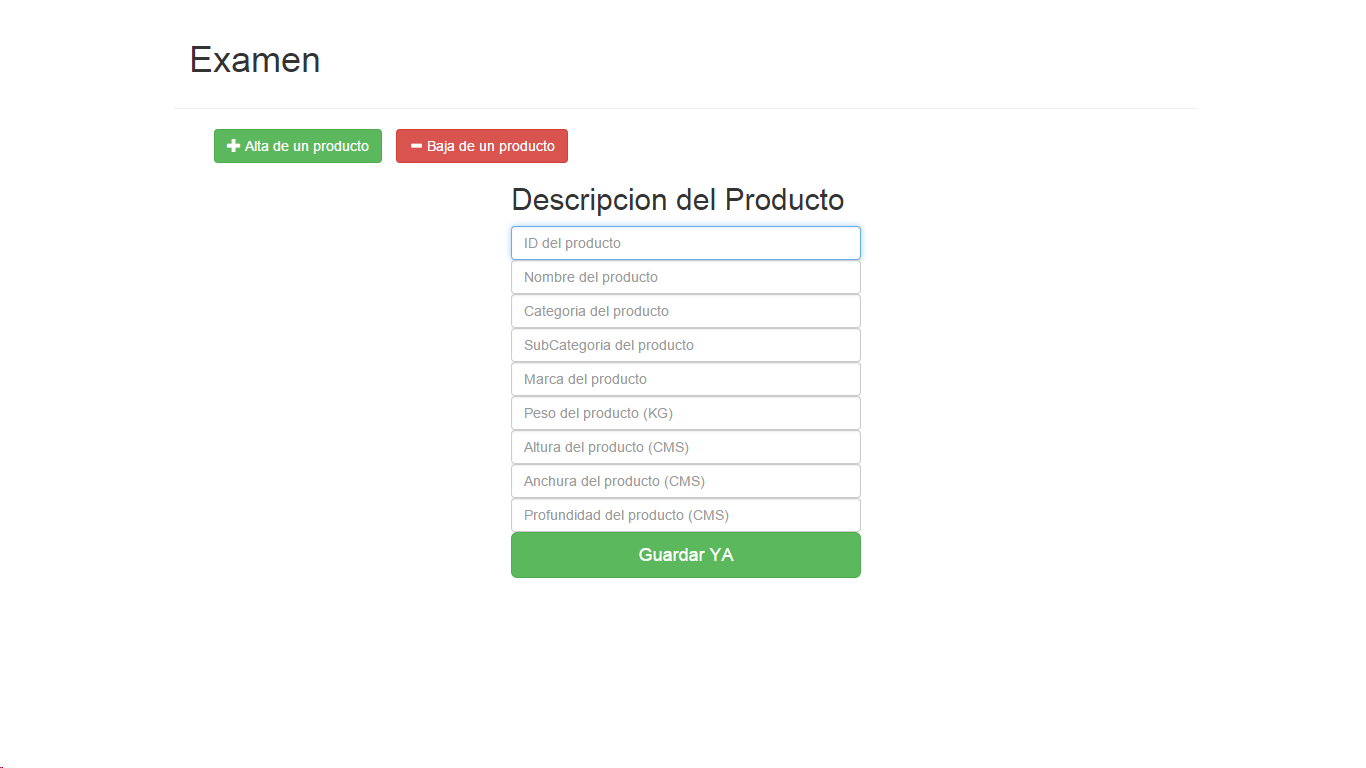 Examen
Alta de un producto
Baja de un producto
Descripcion del Producto
ID del producto
Nombre del producto
Categoria del producto
SubCategoria del producto
Marca del producto
Peso del producto (KG)
Altura del producto (CMS)
Anchura del producto (CMS)
Profundidad del producto (CMS)
Guardar YA